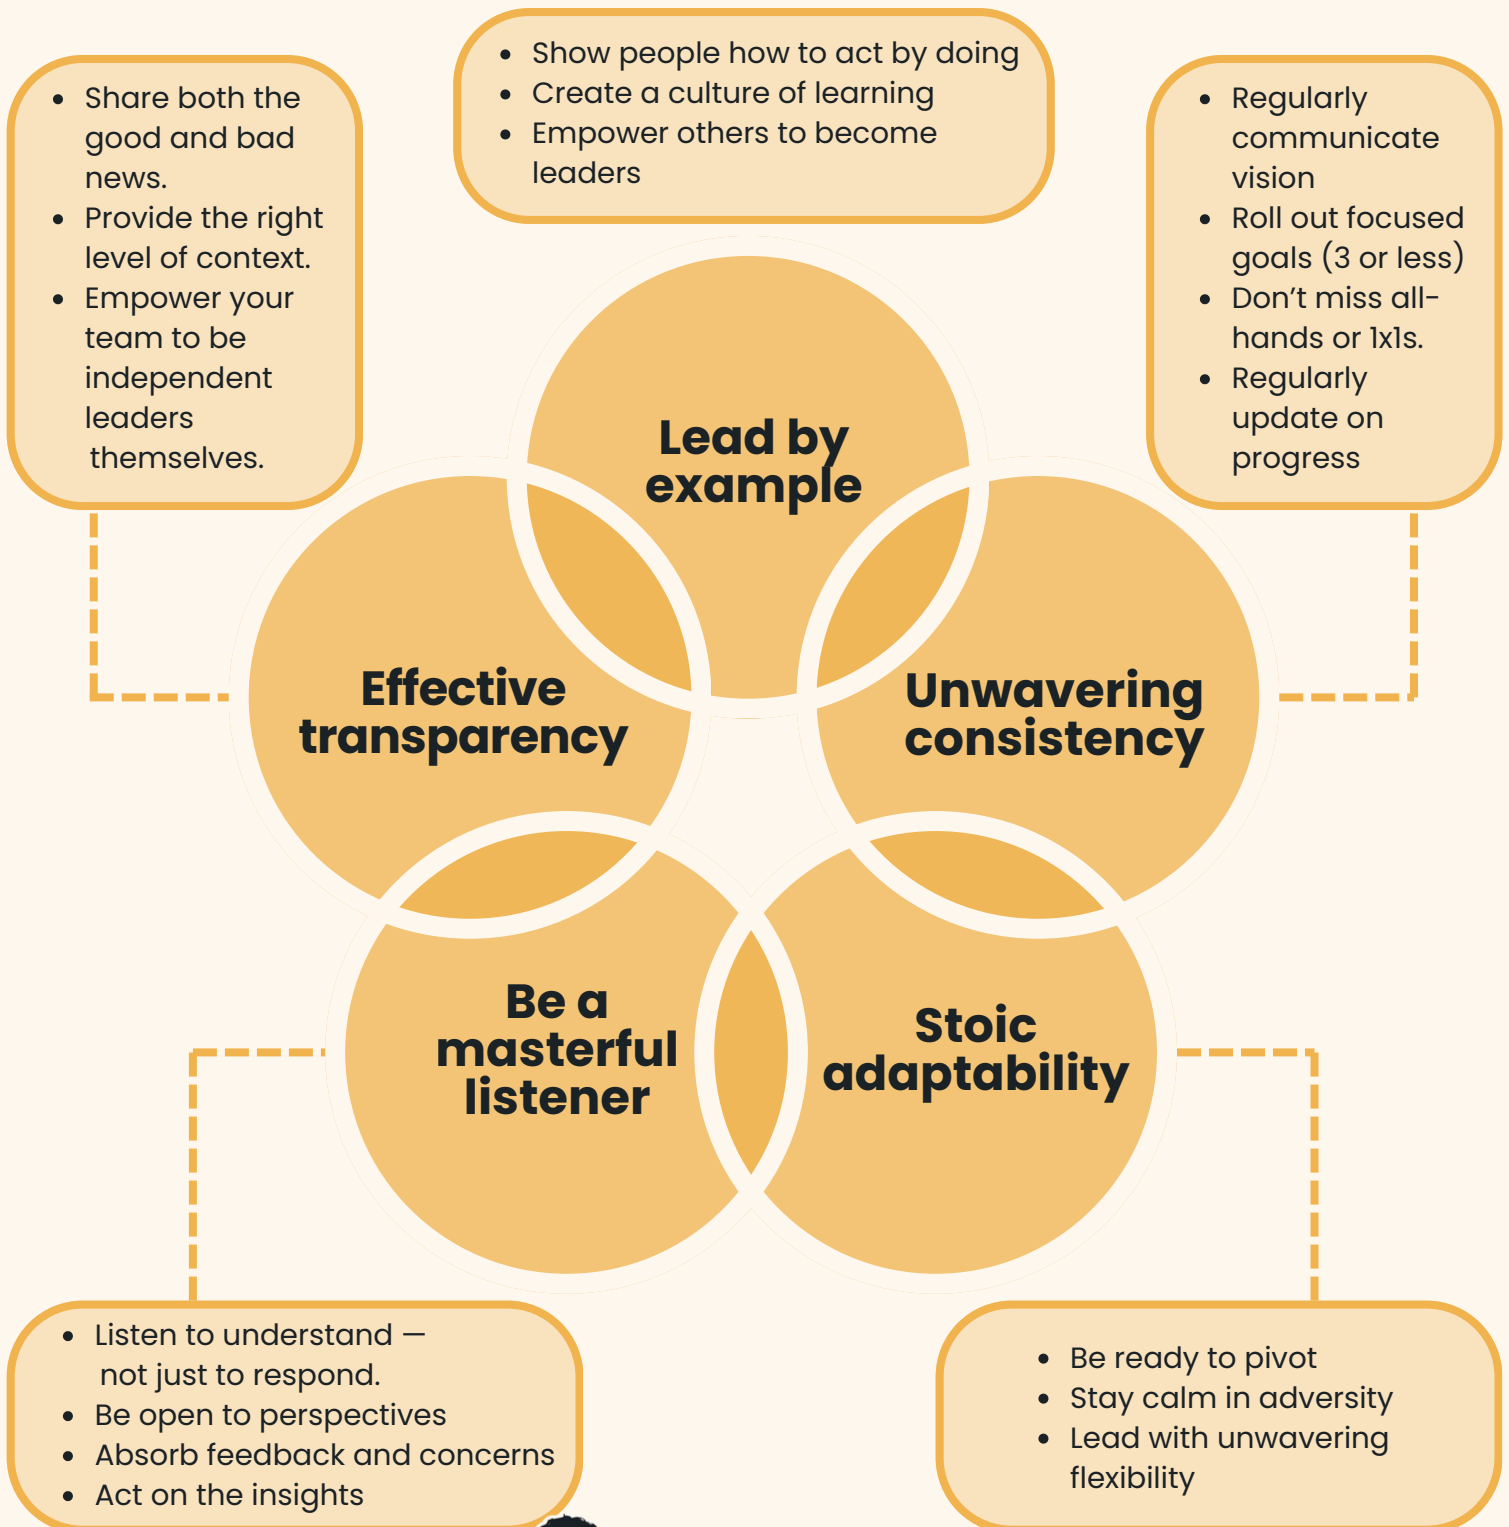 • Show people how to act by doing
• Create a culture of learning
• Empower others to become
leaders
• Share both the
good and bad
news.
• Provide the right
level of context.
• Empower your
team to be
independent
leaders
themselves.
• Regularly
communicate
vision
• Roll out focused
goals (3 or less)
• Don't miss all-
hands or 1x1s.
• Regularly
update on
progress
Lead by
example
Effective
transparency
Unwavering
consistency
Be a
masterful
listener
Stoic
adaptability
• Listen to understand —
not just to respond.
• Be open to perspectives
• Absorb feedback and concerns
• Act on the insights
• Be ready to pivot
• Stay calm in adversity
• Lead with unwavering
flexibility